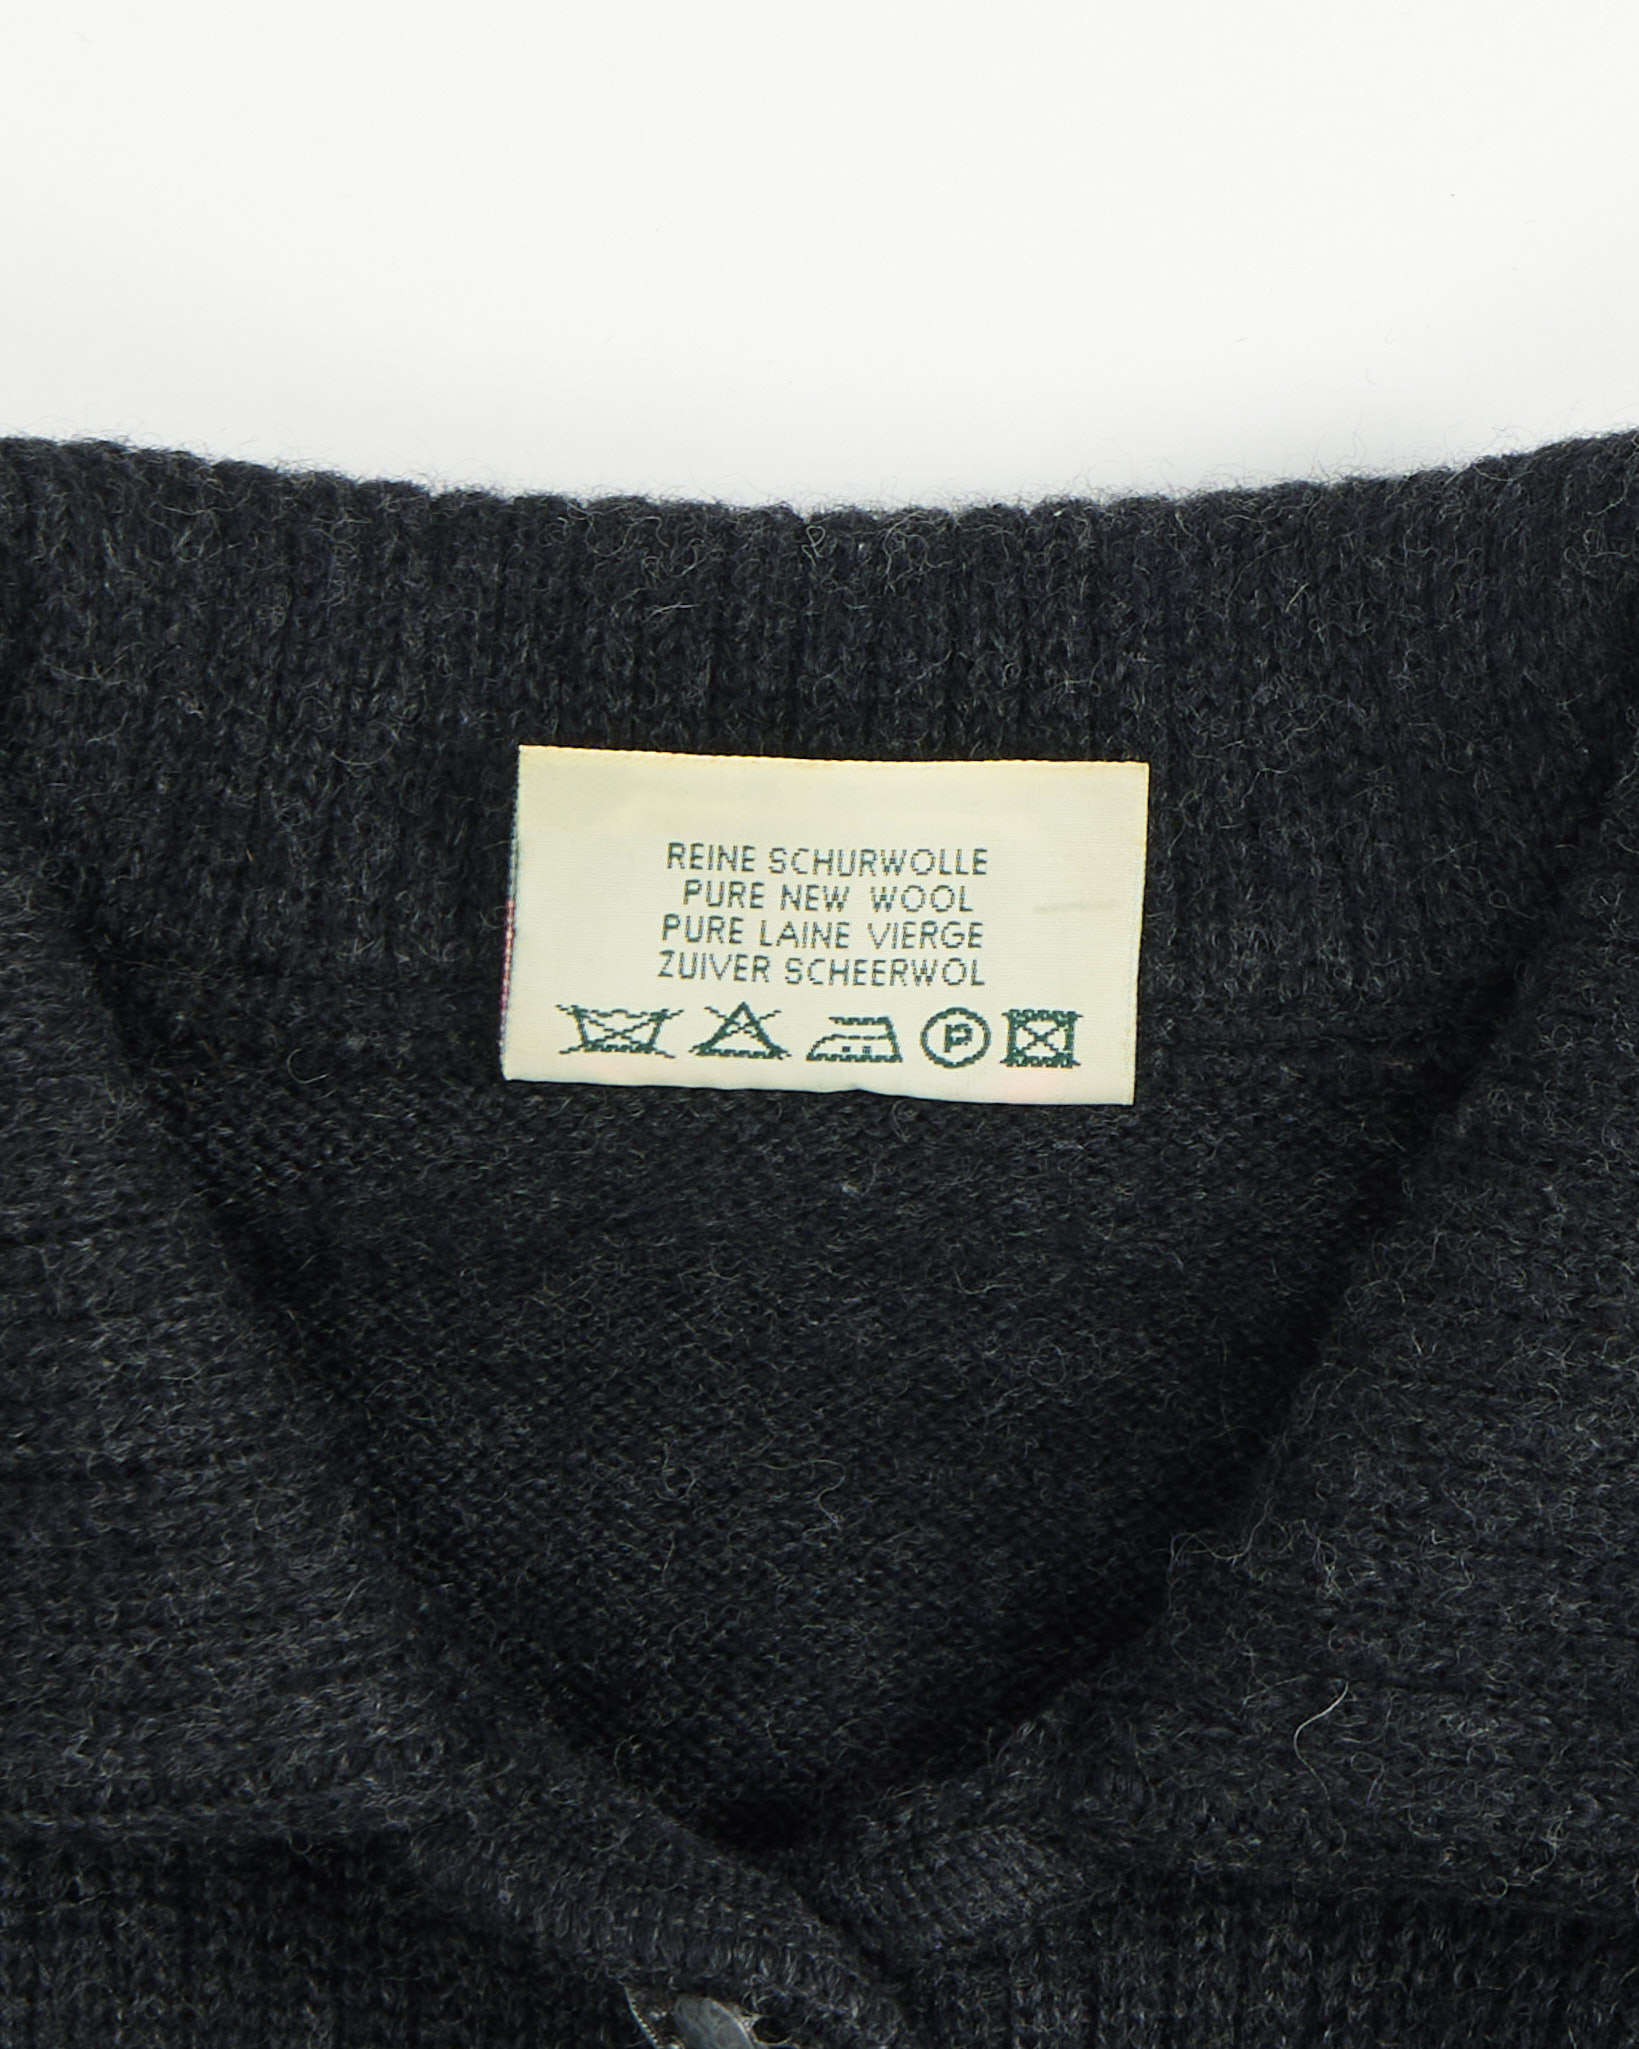 REINE SCHURWOLLE
PURE NEW WOOL
PURE LAINE VIERGE
ZUIVER SCHEERWOL
P